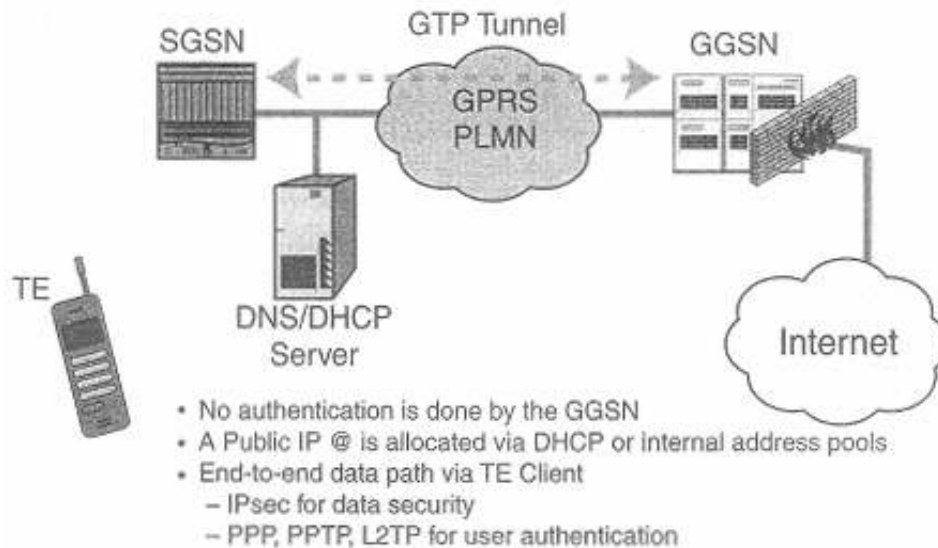 GTP Tunnel
SGSN
GGSN
GPRS
PLMN
TE
DNS/DHCP
Server
Internet
• No authentication is done by the GGSN
• A Public IP @ is allocated via DHCP or internal address pools
• End-to-end data path via TE Client
– IPsec for data security
– PPP, PPTP, L2TP for user authentication